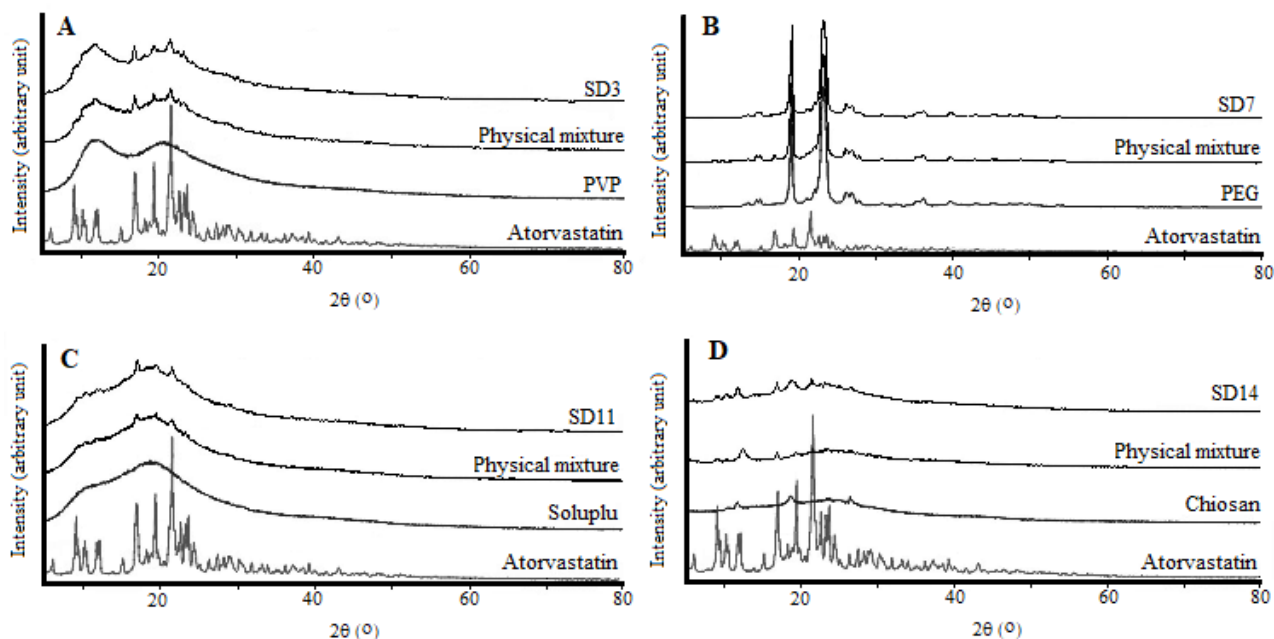 A
Intensity (arbitrary unit)
SD3
Physical mixture
PVP
Atorvastatin
20 40 60 80
2θ (O)
B
Intensity (arbitrary unit)
SD7
Physical mixture
PEG
Atorvastatin
20 40 60 80
2θ (O)
C
Intensity (arbitrary unit)
SD11
Physical mixture
Soluplu
Atorvastatin
20 40 60 80
2θ (O)
D
Intensity (arbitrary unit)
SD14
Physical mixture
Chiosan
Atorvastatin
20 40 60 80
2θ (O)